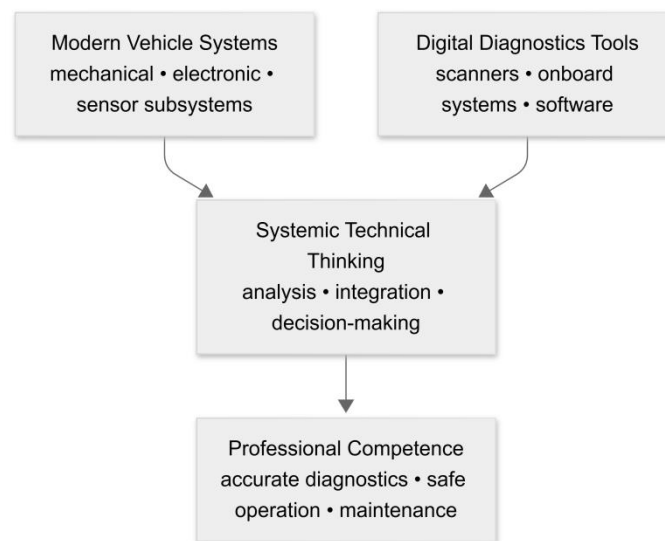 Modern Vehicle Systems
mechanical • electronic •
sensor subsystems
Digital Diagnostics Tools
scanners • onboard
systems • software
Systemic Technical
Thinking
analysis • integration •
decision-making
Professional Competence
accurate diagnostics • safe
operation • maintenance